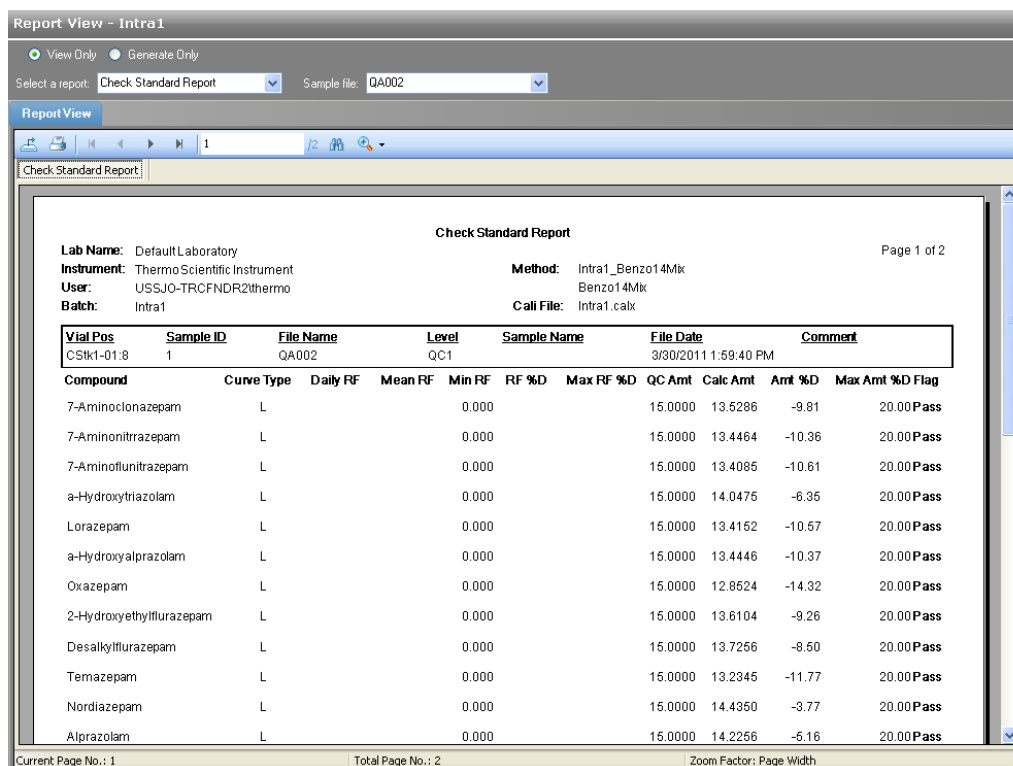 Report View - Intra1
View Only Generate Only
Select a report: Check Standard Report Sample file: QA002
Report View
1 /2
Check Standard Report
Check Standard Report
Lab Name: Default Laboratory Page 1 of 2
Instrument: Thermo Scientific Instrument Method: Intra1_Benzo14Mix
User: USSJO-TRCFNDR2\thermo Benzo14Mix
Batch: Intra1 Cali File: Intra1.calx
Vial Pos Sample ID File Name Level Sample Name File Date Comment
CStk1-01:8 1 QA002 QC1 3/30/2011 1:59:40 PM
Compound Curve Type Daily RF Mean RF Min RF RF %D Max RF %D QC Amt Calc Amt Amt %D Max Amt %D Flag
7-Aminoclonazepam L 0.000 15.0000 13.5286 -9.81 20.00 Pass
7-Aminonitrrazepam L 0.000 15.0000 13.4464 -10.36 20.00 Pass
7-Aminoflunitrazepam L 0.000 15.0000 13.4085 -10.61 20.00 Pass
a-Hydroxytriazolam L 0.000 15.0000 14.0475 -6.35 20.00 Pass
Lorazepam L 0.000 15.0000 13.4152 -10.57 20.00 Pass
a-Hydroxyalprazolam L 0.000 15.0000 13.4446 -10.37 20.00 Pass
Oxazepam L 0.000 15.0000 12.8524 -14.32 20.00 Pass
2-Hydroxyethylflurazepam L 0.000 15.0000 13.6104 -9.26 20.00 Pass
Desalkylflurazepam L 0.000 15.0000 13.7256 -8.50 20.00 Pass
Temazepam L 0.000 15.0000 13.2345 -11.77 20.00 Pass
Nordiazepam L 0.000 15.0000 14.4350 -3.77 20.00 Pass
Alprazolam L 0.000 15.0000 14.2256 -5.16 20.00 Pass
Current Page No.: 1 Total Page No.: 2 Zoom Factor: Page Width